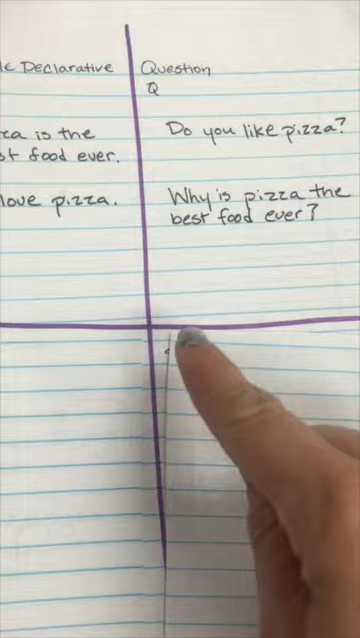 Declarative
Question
Q
is the
food ever.
love pizza.
Do you like pizza?
Why is pizza the
best food ever?